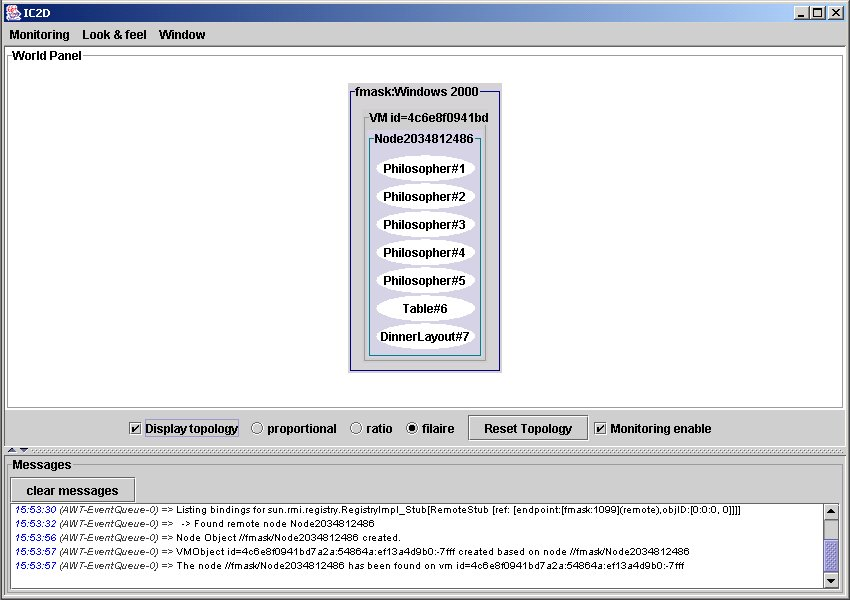 IC2D
Monitoring Look & feel Window
World Panel
fmask:Windows 2000
VM id=4c6e8f0941bd
Node2034812486
Philosopher#1
Philosopher#2
Philosopher#3
Philosopher#4
Philosopher#5
Table#6
DinnerLayout#7
Display topology proportional ratio filaire Reset Topology Monitoring enable
Messages
clear messages
15:53:30 (AWT-EventQueue-0) => Listing bindings for sun.rmi.registry.RegistryImpl_Stub[RemoteStub [ref: [endpoint:[fmask:1099](remote),objID:[0:0:0, 0]]]]
15:53:32 (AWT-EventQueue-0) => -> Found remote node Node2034812486
15:53:56 (AWT-EventQueue-0) => Node Object //fmask/Node2034812486 created.
15:53:57 (AWT-EventQueue-0) => VMObject id=4c6e8f0941bd7a2a:54864a:ef13a4d9b0:-7fff created based on node //fmask/Node2034812486
15:53:57 (AWT-EventQueue-0) => The node //fmask/Node2034812486 has been found on vm id=4c6e8f0941bd7a2a:54864a:ef13a4d9b0:-7fff